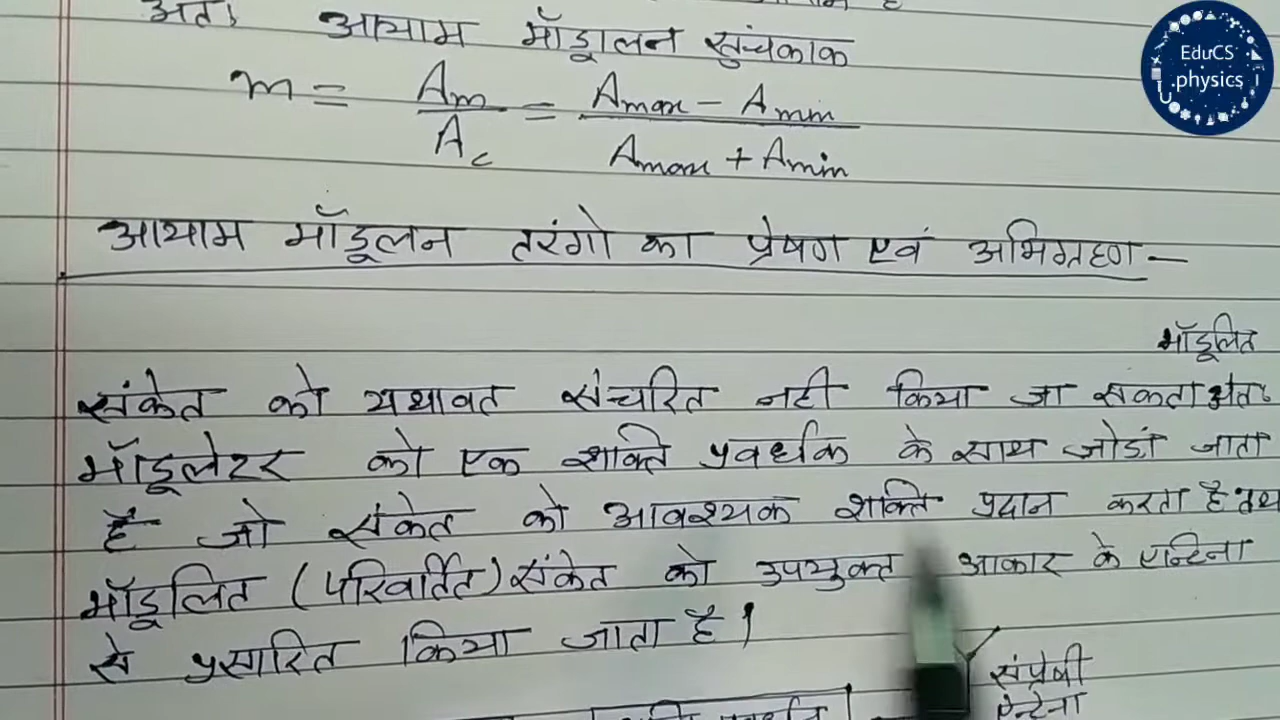 अतः आयाम मॉडूालन सुंचकाक
m = Am/Ac = Amax - Amin / Amax + Amin
EduCS physics
आयाम मॉडूलन तरंगो का प्रेषण एवं अभिग्रहण -
मॉडूलित
संकेत को यथावत संचरित नही किया जा सकता अतः
मॉडूलेटर को एक शक्ति प्रवर्धक के साथ जोडां जाता
है जो संकेत को आवश्यक शक्ति प्रदान करता है तथ
मॉडूलित (परिवर्तित) संकेत को उपयुक्त आकार के एन्टिना
से प्रसारित किया जाता है।
संप्रेषी
ऐन्टेना